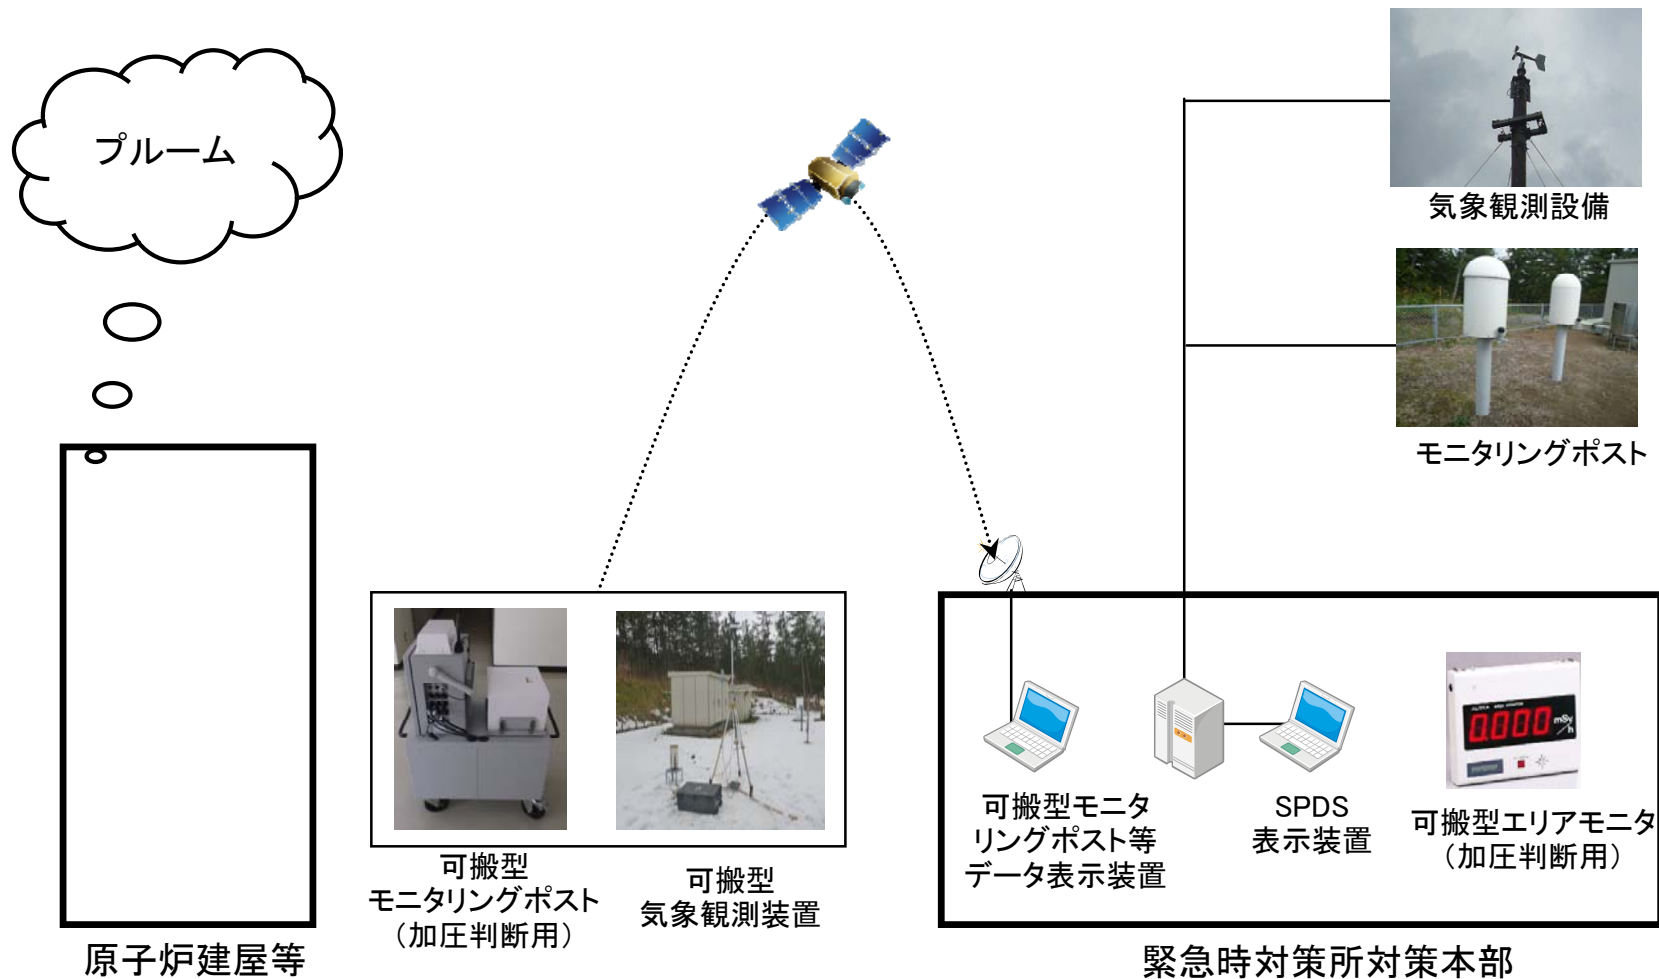 プルーム
気象観測設備
モニタリングポスト
0.000 mSv/h
可搬型モニタ
リングポスト等
データ表示装置
SPDS
表示装置
可搬型エリアモニタ
（加圧判断用）
可搬型
モニタリングポスト
（加圧判断用）
可搬型
気象観測装置
原子炉建屋等
緊急時対策所対策本部